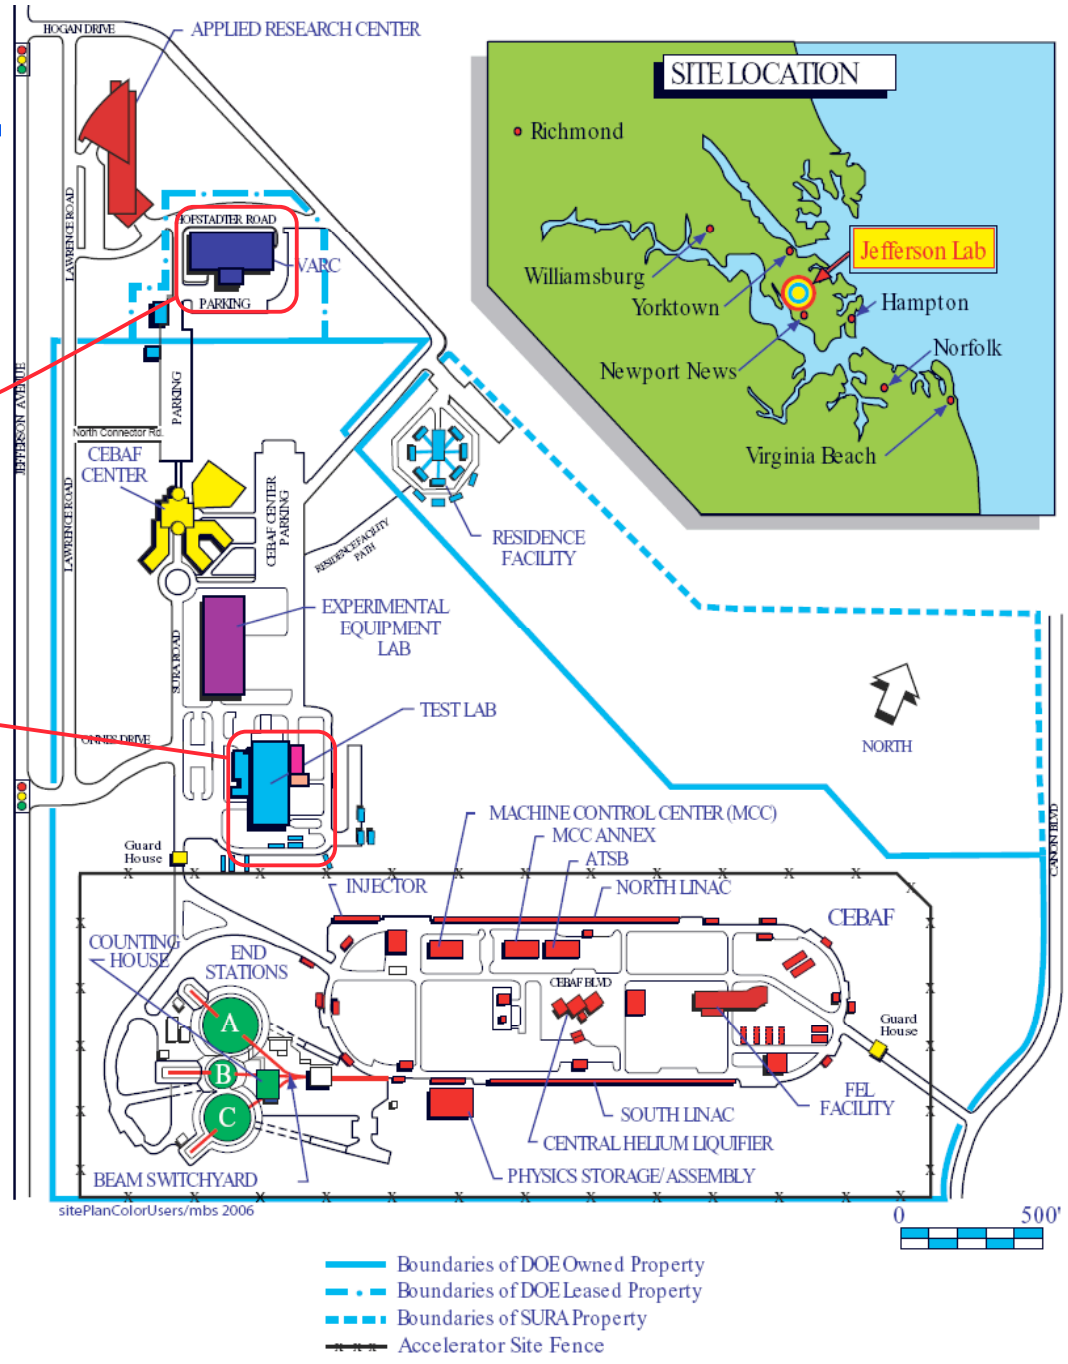 HOGAN DRIVE
APPLIED RESEARCH CENTER
SITE LOCATION
Richmond
Williamsburg
Yorktown
Jefferson Lab
Hampton
Newport News
Norfolk
Virginia Beach
LAWRENCE ROAD
HOFSTADTER ROAD
VARC
PARKING
JEFFERSON AVENUE
PARKING
North Connector Rd.
CEBAF
CENTER
LAWRENCE ROAD
CEBAF CENTER
PARKING
RESIDENCE FACILITY
PATH
RESIDENCE
FACILITY
EXPERIMENTAL
EQUIPMENT
LAB
SURA ROAD
TEST LAB
ONNES DRIVE
NORTH
MACHINE CONTROL CENTER (MCC)
MCC ANNEX
ATSB
Guard
House
INJECTOR
NORTH LINAC
CEBAF
CANON BLVD
COUNTING
HOUSE
END
STATIONS
CEBAF BLVD
A
B
C
Guard
House
FEL
FACILITY
SOUTH LINAC
CENTRAL HELIUM LIQUIFIER
PHYSICS STORAGE/ASSEMBLY
BEAM SWITCHYARD
sitePlanColorUsers/mbs 2006
0 500'
Boundaries of DOE Owned Property
Boundaries of DOE Leased Property
Boundaries of SURA Property
Accelerator Site Fence